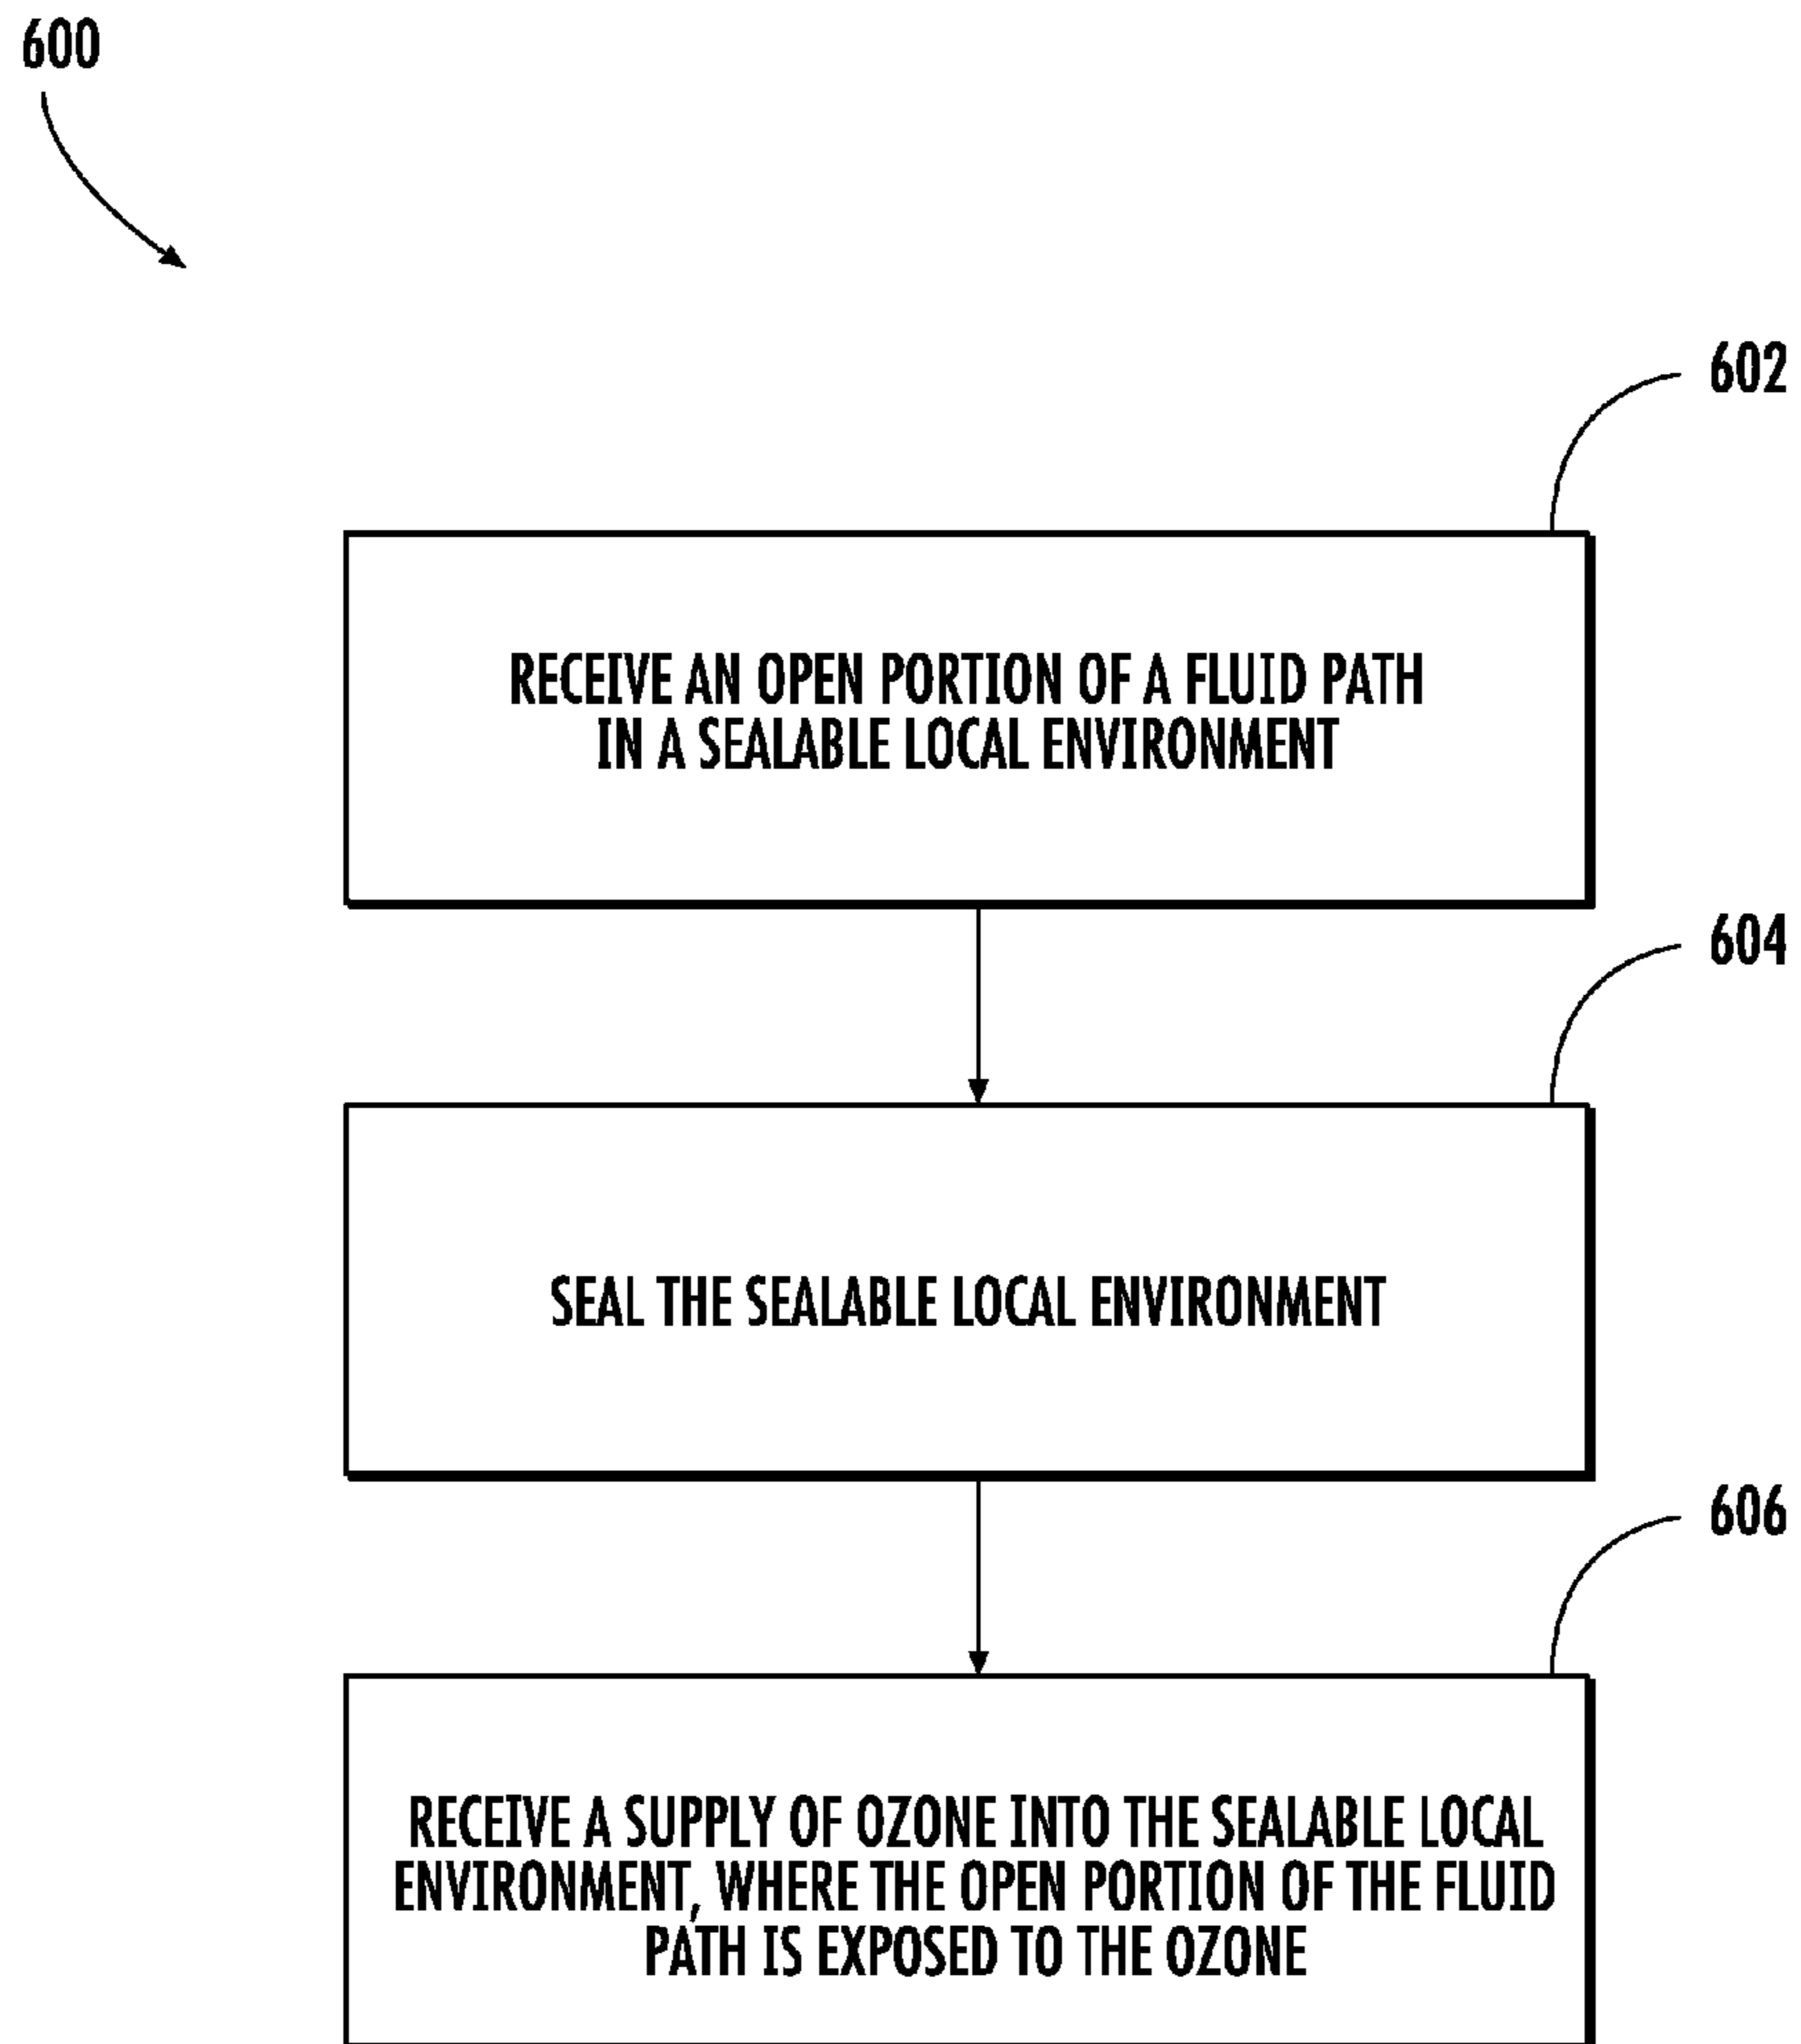 600
602
RECEIVE AN OPEN PORTION OF A FLUID PATH
IN A SEALABLE LOCAL ENVIRONMENT
604
SEAL THE SEALABLE LOCAL ENVIRONMENT
606
RECEIVE A SUPPLY OF OZONE INTO THE SEALABLE LOCAL
ENVIRONMENT, WHERE THE OPEN PORTION OF THE FLUID
PATH IS EXPOSED TO THE OZONE